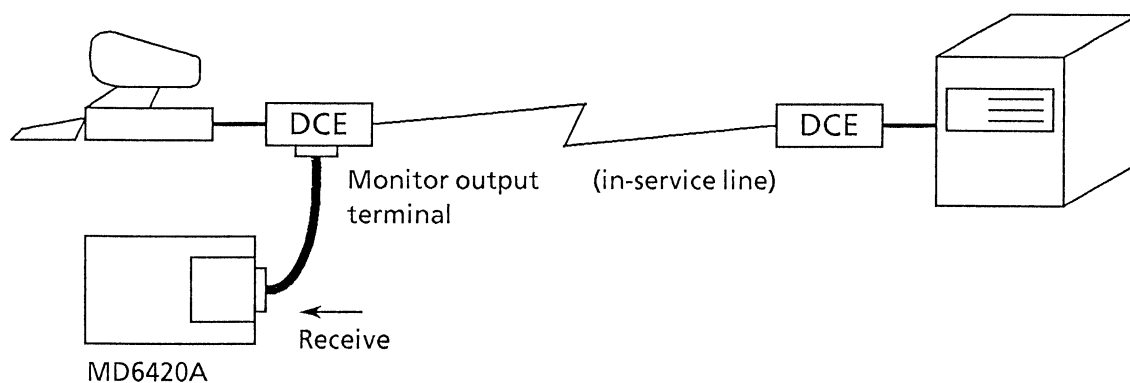 DCE
DCE
Monitor output
terminal
(in-service line)
Receive
MD6420A